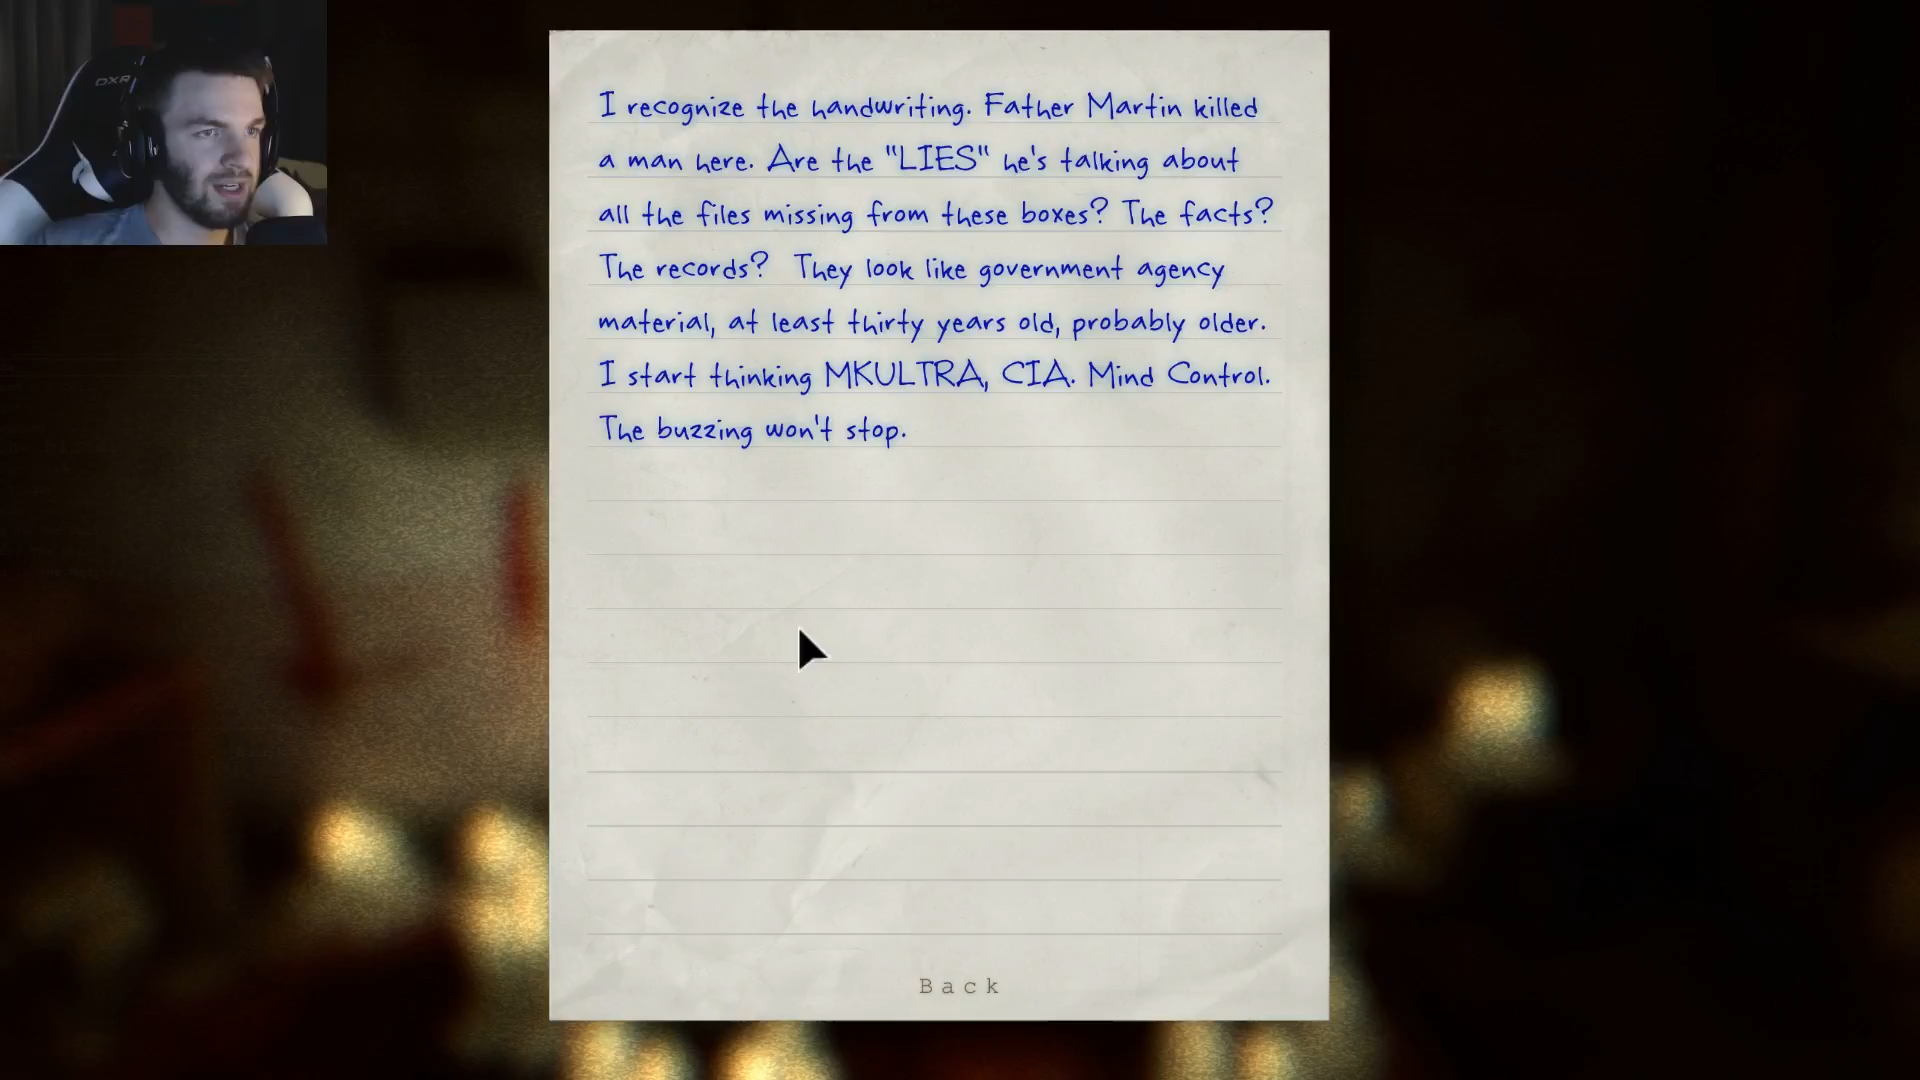 DXR
I recognize the handwriting. Father Martin killed
a man here. Are the "LIES" he's talking about
all the files missing from these boxes? The facts?
The records?  They look like government agency
material, at least thirty years old, probably older.
I start thinking MKULTRA, CIA. Mind Control.
The buzzing won't stop.
Back